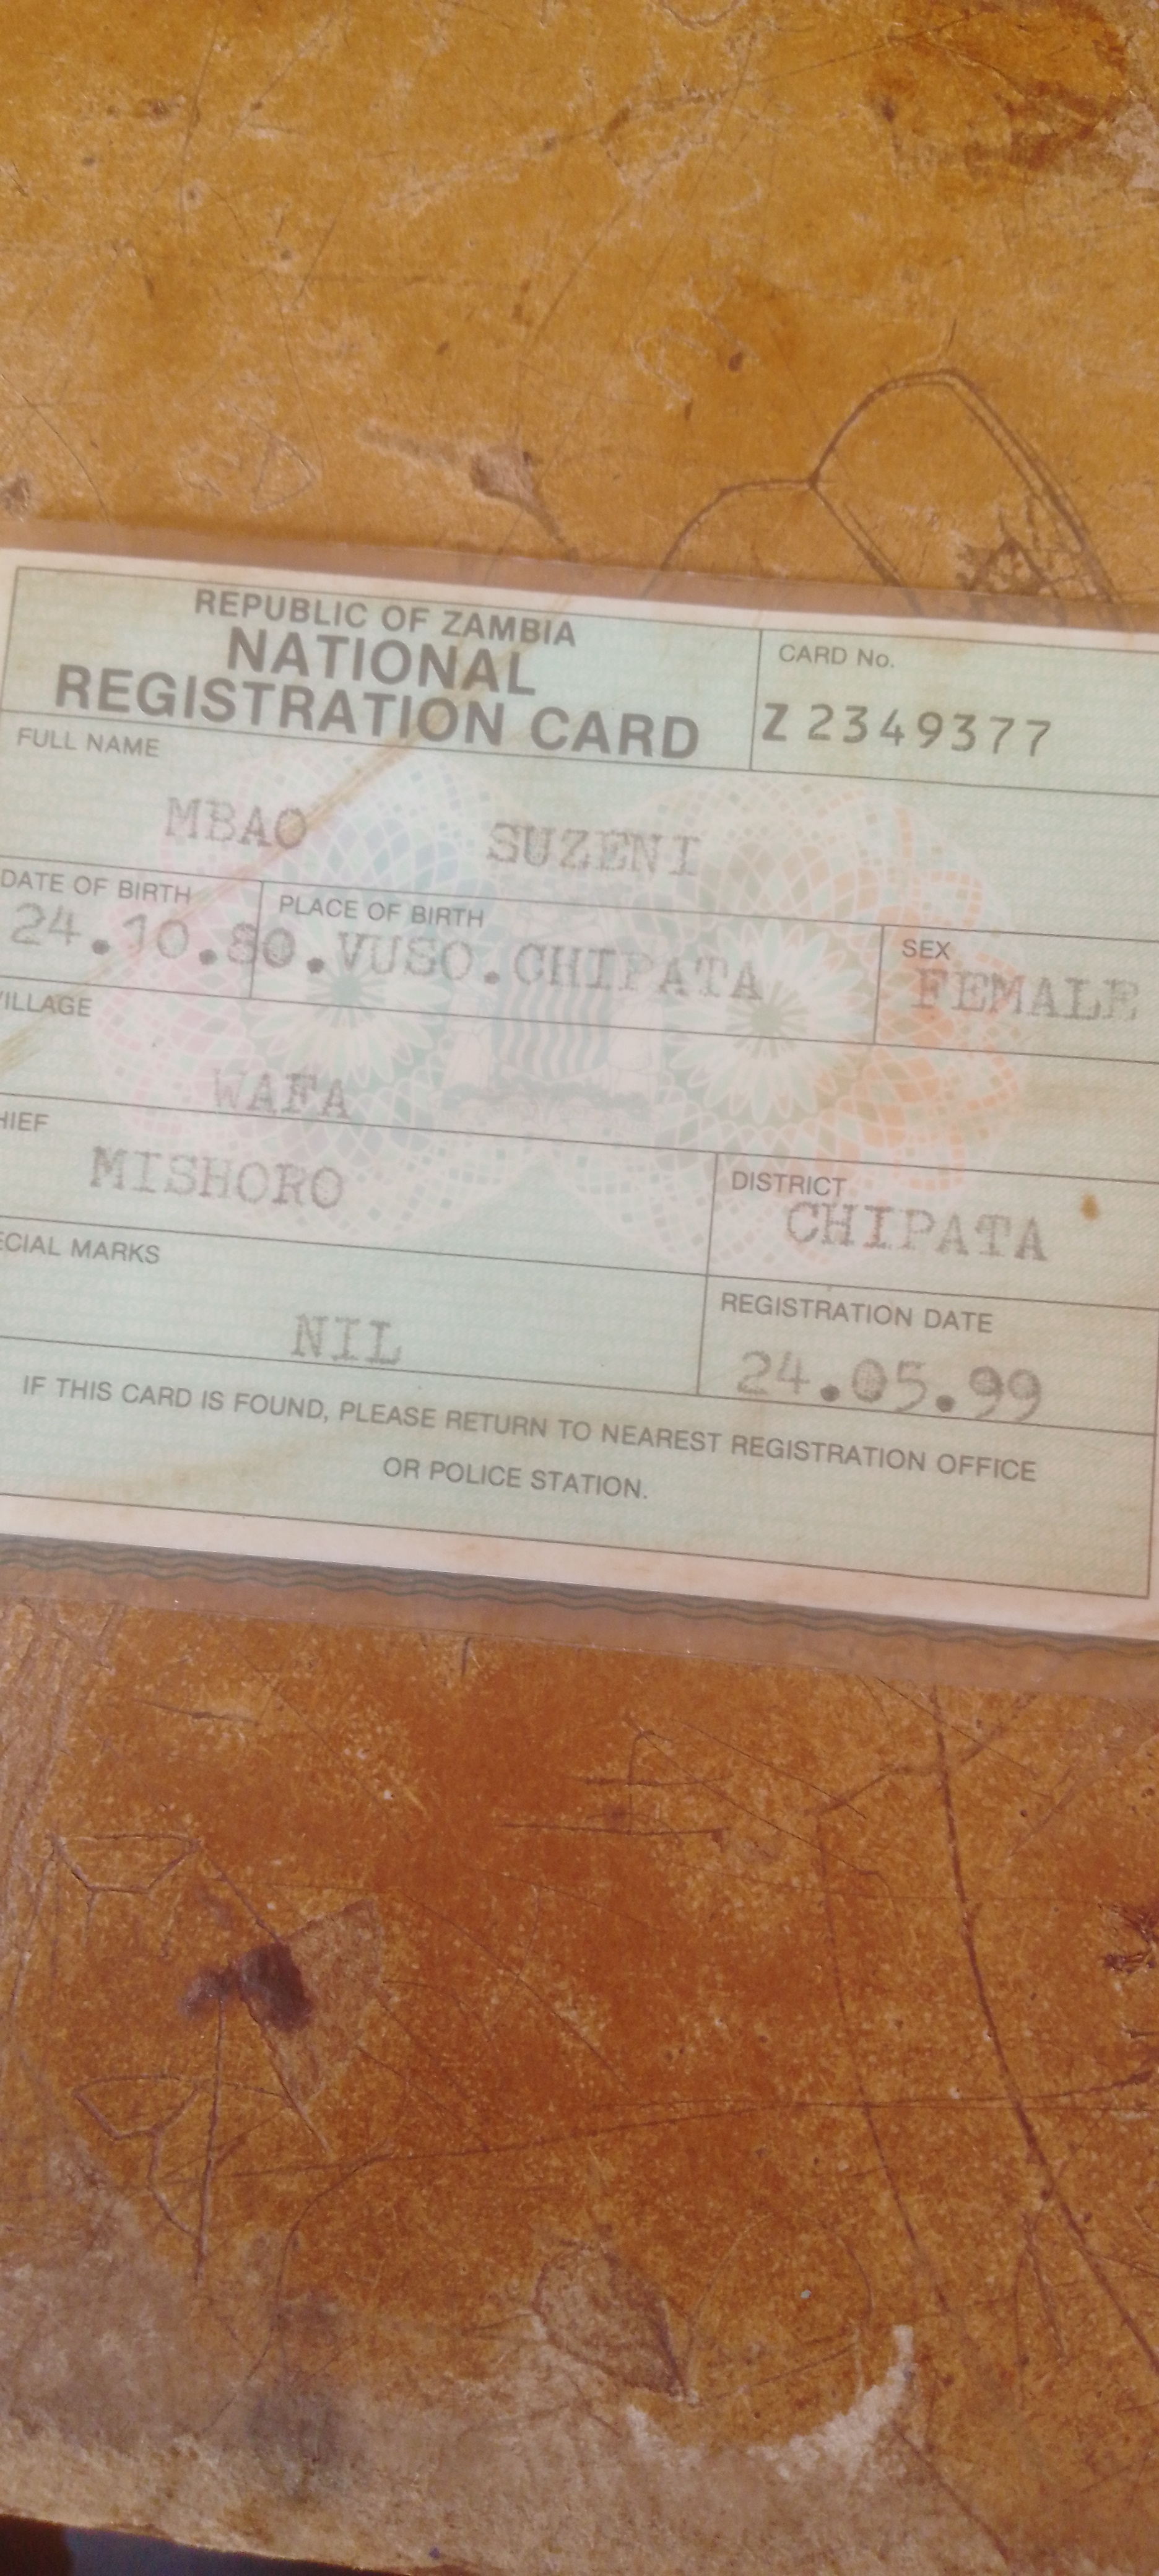 REPUBLIC OF ZAMBIA
NATIONAL
REGISTRATION CARD
CARD No.
Z 2349377
FULL NAME
MBAO SUZENI
DATE OF BIRTH
24.10.80.
PLACE OF BIRTH
VUSO.CHIPATA
SEX
FEMALE
VILLAGE
WAFA
HIEF
MISHORO
DISTRICT
CHIPATA
ECIAL MARKS
NIL
REGISTRATION DATE
24.05.99
IF THIS CARD IS FOUND, PLEASE RETURN TO NEAREST REGISTRATION OFFICE
OR POLICE STATION.